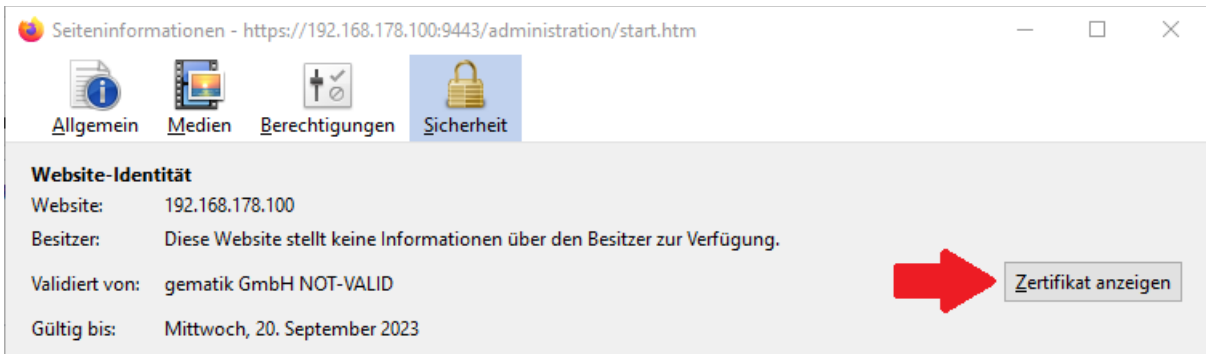 Seiteninformationen - https://192.168.178.100:9443/administration/start.htm
Allgemein Medien Berechtigungen Sicherheit
Website-Identität
Website: 192.168.178.100
Besitzer: Diese Website stellt keine Informationen über den Besitzer zur Verfügung.
Validiert von: gematik GmbH NOT-VALID Zertifikat anzeigen
Gültig bis: Mittwoch, 20. September 2023